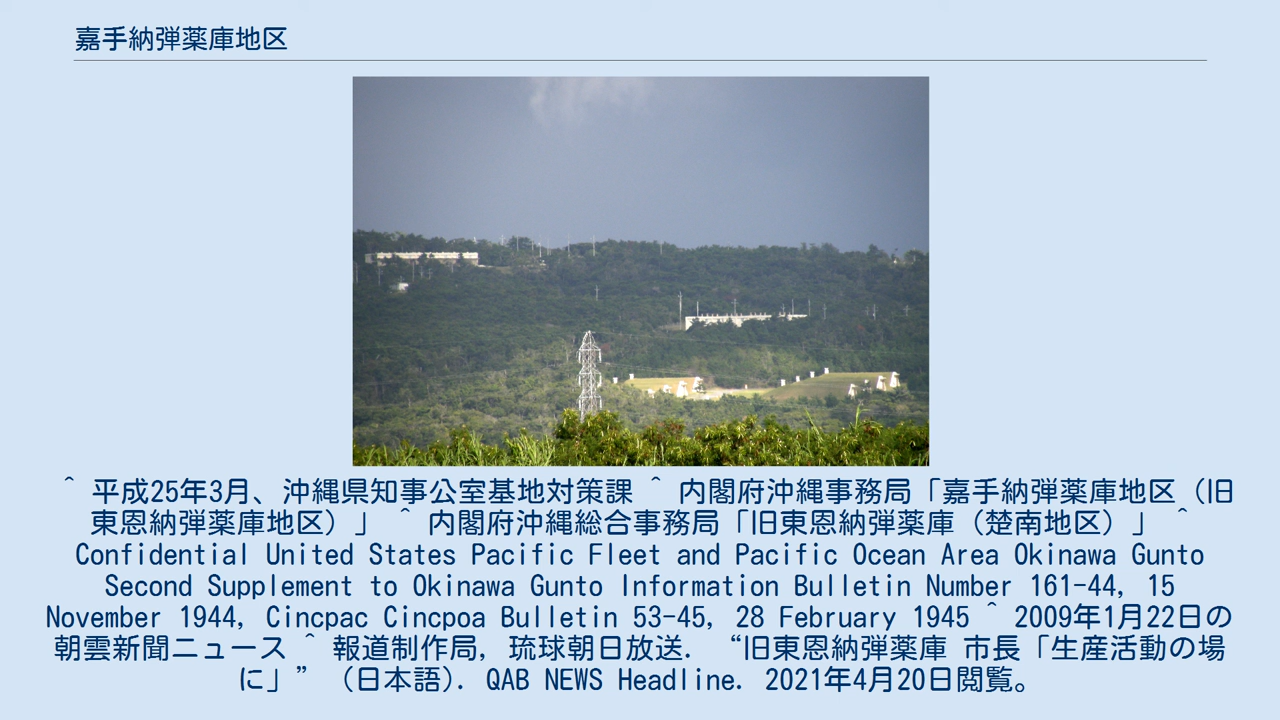 嘉手納弾薬庫地区
^ 平成25年3月、沖縄県知事公室基地対策課 ^ 内閣府沖縄事務局「嘉手納弾薬庫地区（旧
東恩納弾薬庫地区）」 ^ 内閣府沖縄総合事務局「旧東恩納弾薬庫（楚南地区）」 ^
Confidential United States Pacific Fleet and Pacific Ocean Area Okinawa Gunto
Second Supplement to Okinawa Gunto Information Bulletin Number 161-44, 15
November 1944, Cincpac Cincpoa Bulletin 53-45, 28 February 1945 ^ 2009年1月22日の
朝雲新聞ニュース ^ 報道制作局, 琉球朝日放送. “旧東恩納弾薬庫 市長「生産活動の場
に」” （日本語). QAB NEWS Headline. 2021年4月20日閲覧。